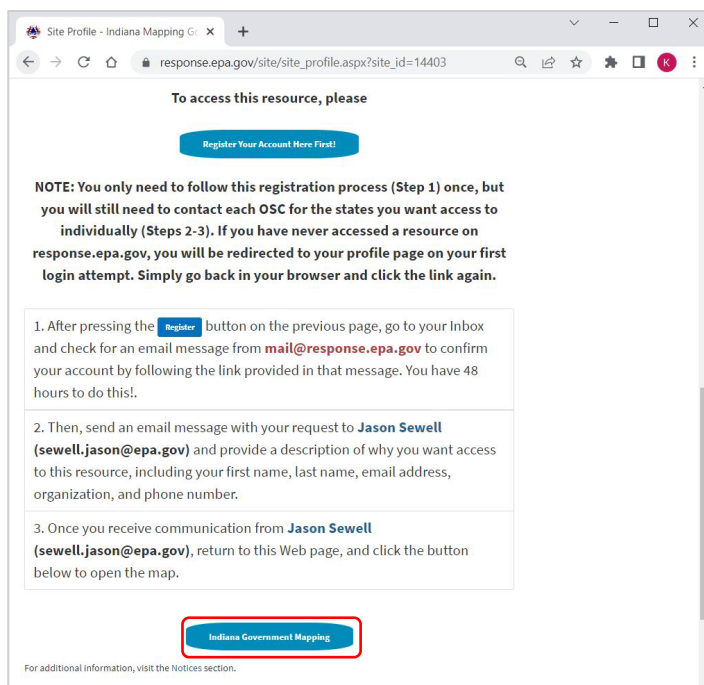 Site Profile - Indiana Mapping Go
response.epa.gov/site/site_profile.aspx?site_id=14403
K
To access this resource, please
Register Your Account Here First!
NOTE: You only need to follow this registration process (Step 1) once, but
you will still need to contact each OSC for the states you want access to
individually (Steps 2-3). If you have never accessed a resource on
response.epa.gov, you will be redirected to your profile page on your first
login attempt. Simply go back in your browser and click the link again.
1. After pressing the Register button on the previous page, go to your Inbox
and check for an email message from mail@response.epa.gov to confirm
your account by following the link provided in that message. You have 48
hours to do this!.
2. Then, send an email message with your request to Jason Sewell
(sewell.jason@epa.gov) and provide a description of why you want access
to this resource, including your first name, last name, email address,
organization, and phone number.
3. Once you receive communication from Jason Sewell
(sewell.jason@epa.gov), return to this Web page, and click the button
below to open the map.
Indiana Government Mapping
For additional information, visit the Notices section.